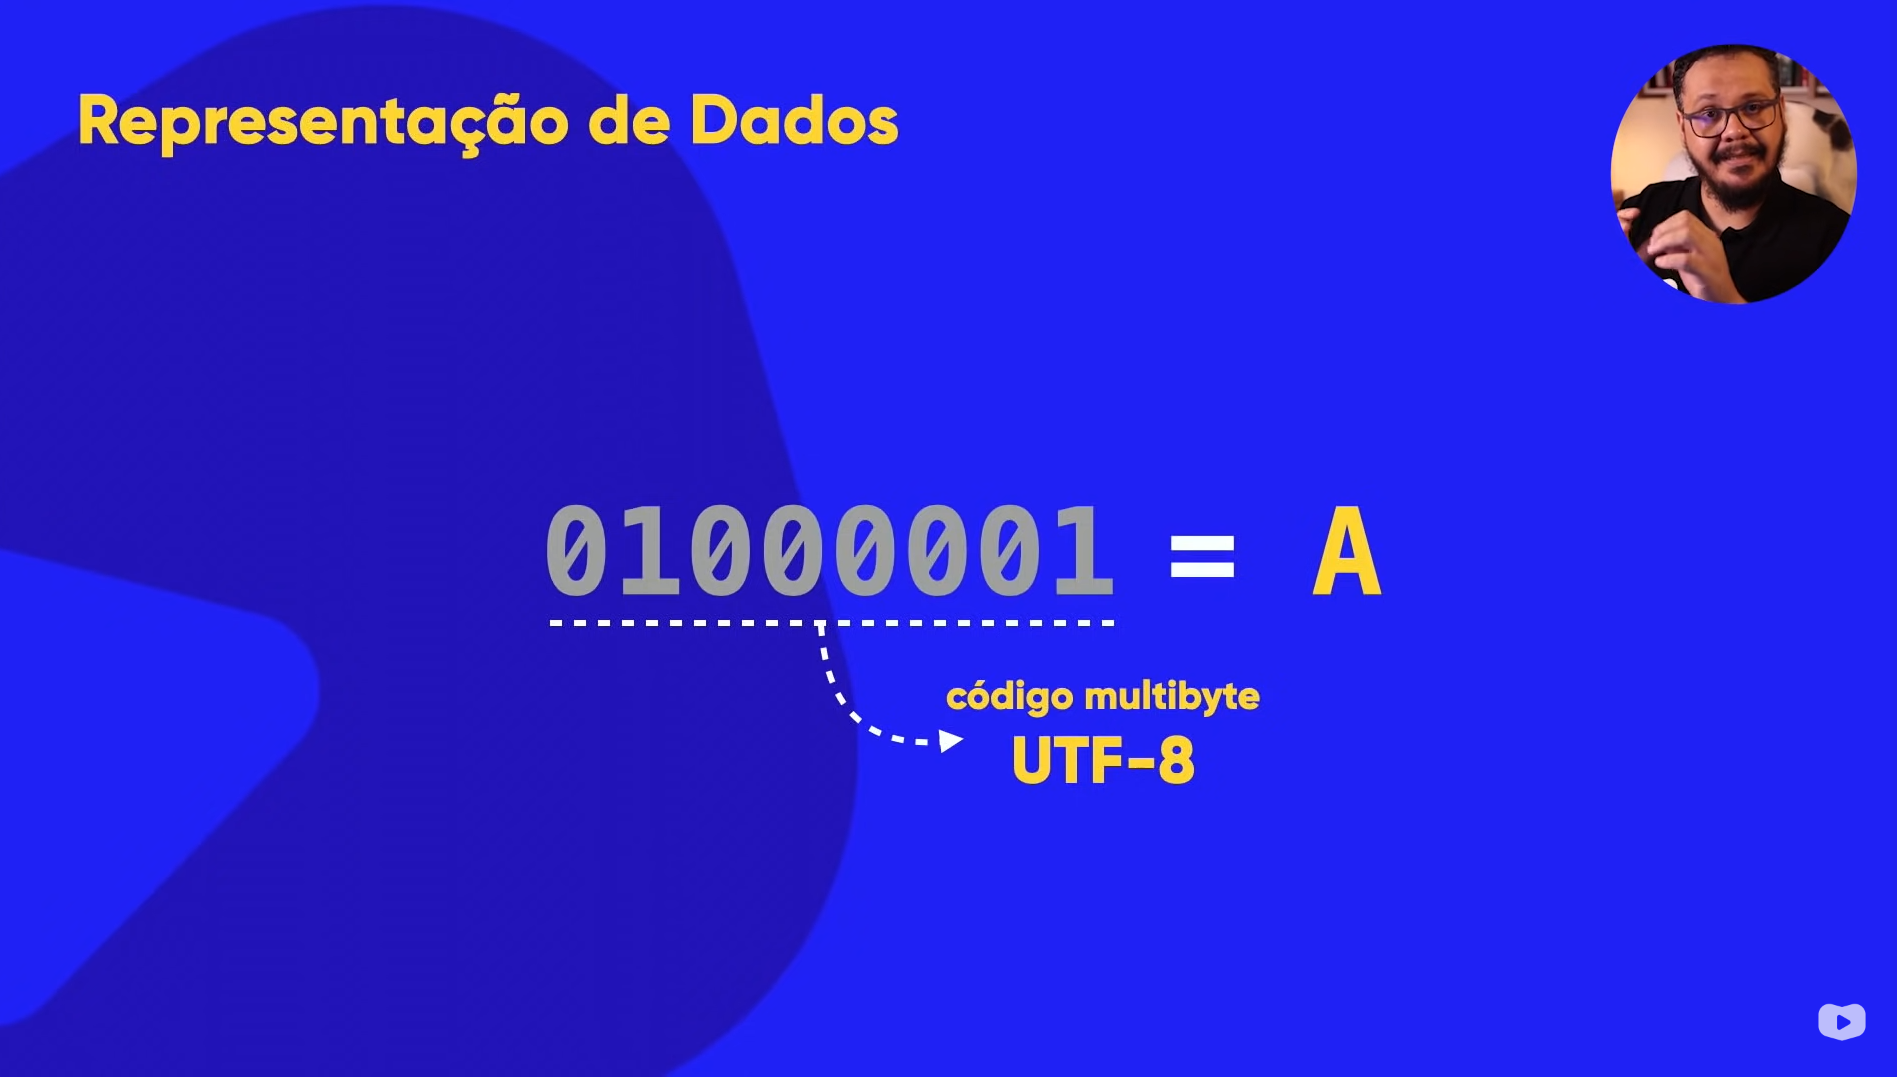 Representação de Dados
01000001 = A
código multibyte
UTF-8